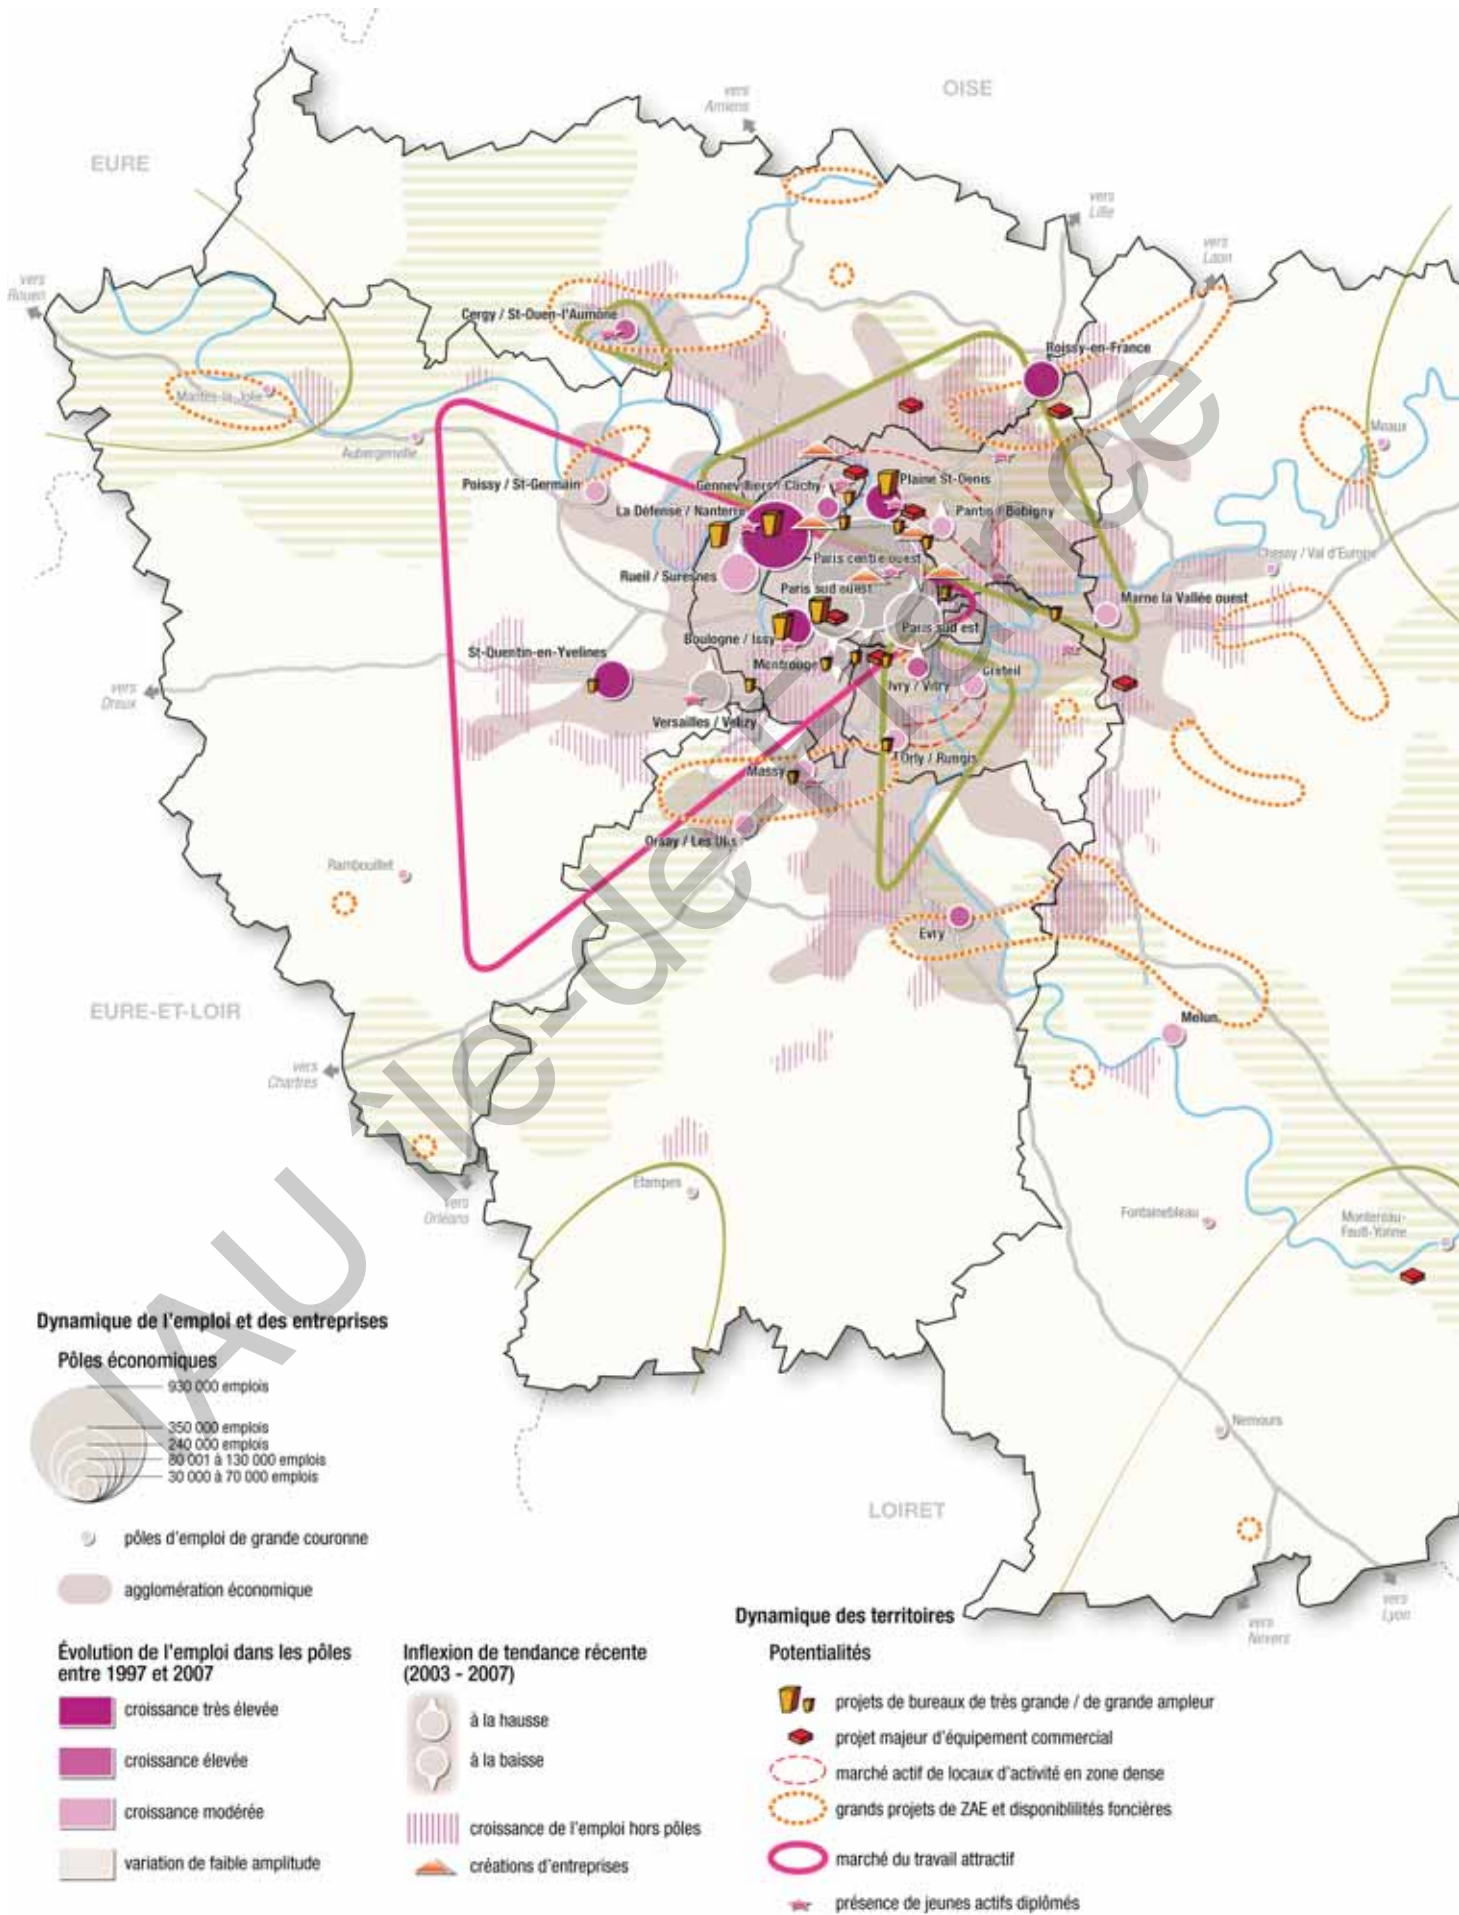 OISE
vers
Amiens
EURE
vers
Lille
vers
Laon
vers
Rouen
Cergy / St-Ouen-l'Aumône
Roissy-en-France
Mantes-la-Jolie
Meaux
Aubergenville
Poissy / St-Germain
Gennevilliers / Clichy
Plaine St-Denis
La Défense / Nanterre
Pantin / Bobigny
Paris centre ouest
Chessy / Val d'Europe
Rueil / Suresnes
Paris sud ouest
Marne la Vallée ouest
Paris sud est
Boulogne / Issy
St-Quentin-en-Yvelines
Montrouge
Créteil
Ivry / Vitry
vers
Dreux
Versailles / Vélizy
Orly / Rungis
Massy
Orsay / Les Ulis
Rambouillet
Evry
EURE-ET-LOIR
Melun
vers
Chartres
Etampes
vers
Orléans
Fontainebleau
Montereau-
Fault-Yonne
Nemours
LOIRET
vers
Nevers
vers
Lyon
IAU île-de-France
Dynamique de l'emploi et des entreprises
Pôles économiques
930 000 emplois
350 000 emplois
240 000 emplois
80 001 à 130 000 emplois
30 000 à 70 000 emplois
pôles d'emploi de grande couronne
agglomération économique
Évolution de l'emploi dans les pôles
entre 1997 et 2007
croissance très élevée
croissance élevée
croissance modérée
variation de faible amplitude
Inflexion de tendance récente
(2003 - 2007)
à la hausse
à la baisse
croissance de l'emploi hors pôles
créations d'entreprises
Dynamique des territoires
Potentialités
projets de bureaux de très grande / de grande ampleur
projet majeur d'équipement commercial
marché actif de locaux d'activité en zone dense
grands projets de ZAE et disponiblilités foncières
marché du travail attractif
présence de jeunes actifs diplômés